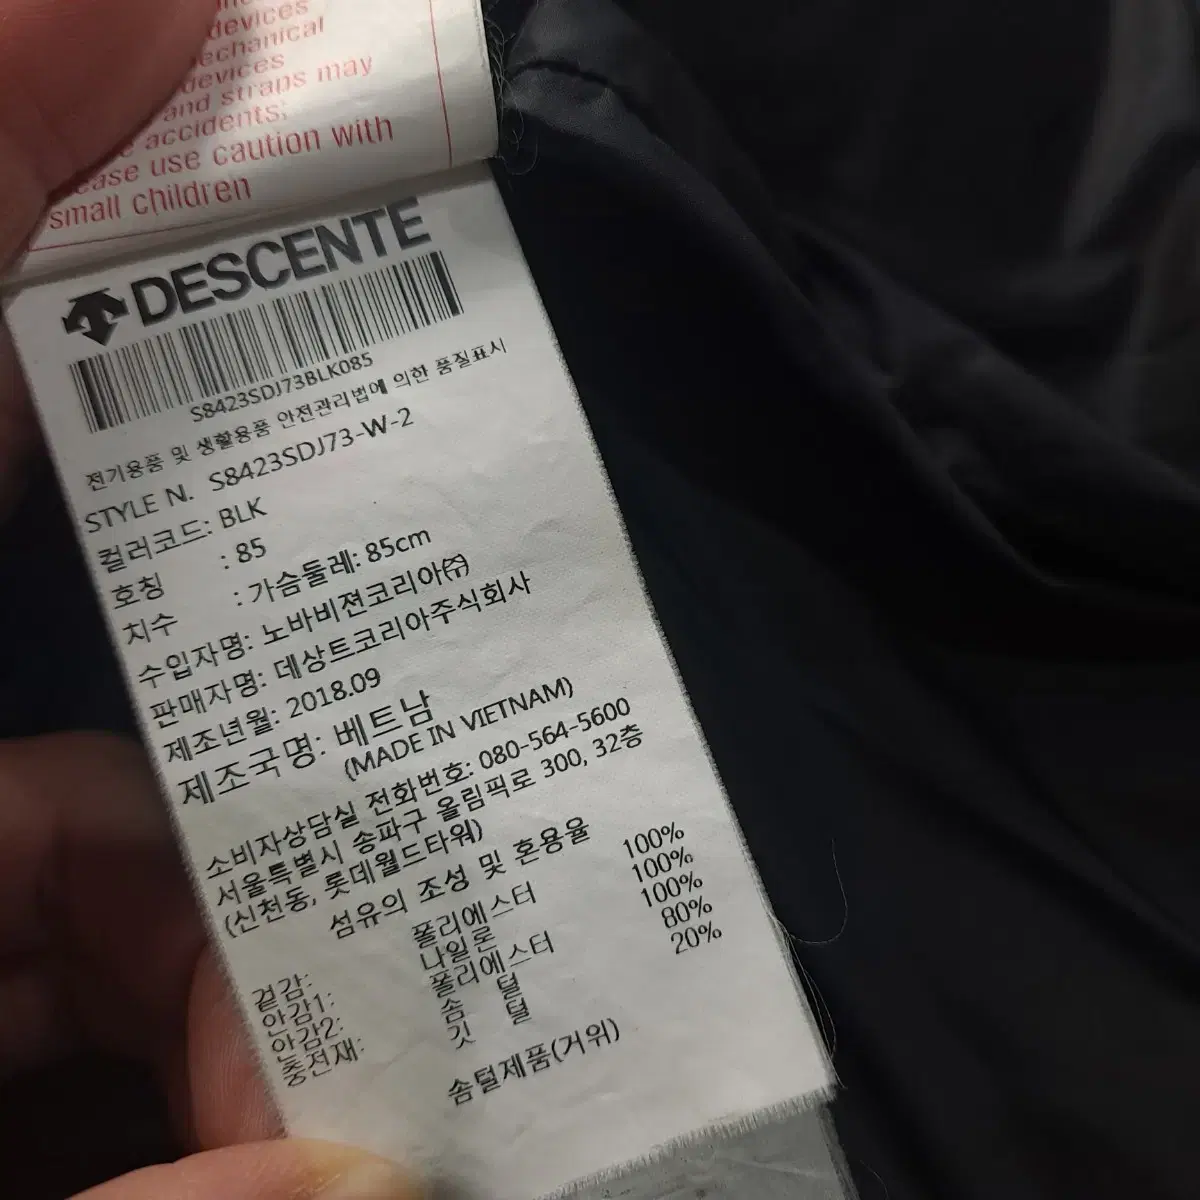 devices
mechanical
devices
and straps may
accidents,
ease use caution with
small children
DESCENTE
S8423SDJ73BLK085
전기용품 및 생활용품 안전관리법에 의한 품질표시
STYLE N. S8423SDJ73-W-2
컬러코드: BLK
호칭 : 85
치수 : 가슴둘레: 85cm
수입자명: 노바비젼코리아㈜
판매자명: 데상트코리아주식회사
제조년월: 2018.09
제조국명: 베트남
(MADE IN VIETNAM)
소비자상담실 전화번호: 080-564-5600
서울특별시 송파구 올림픽로 300, 32층
(신천동, 롯데월드타워)
섬유의 조성 및 혼용율
겉감: 폴리에스터 100%
안감1: 나일론 100%
안감2: 폴리에스터 100%
충전재: 솜 털 80%
깃 털 20%
솜털제품(거위)